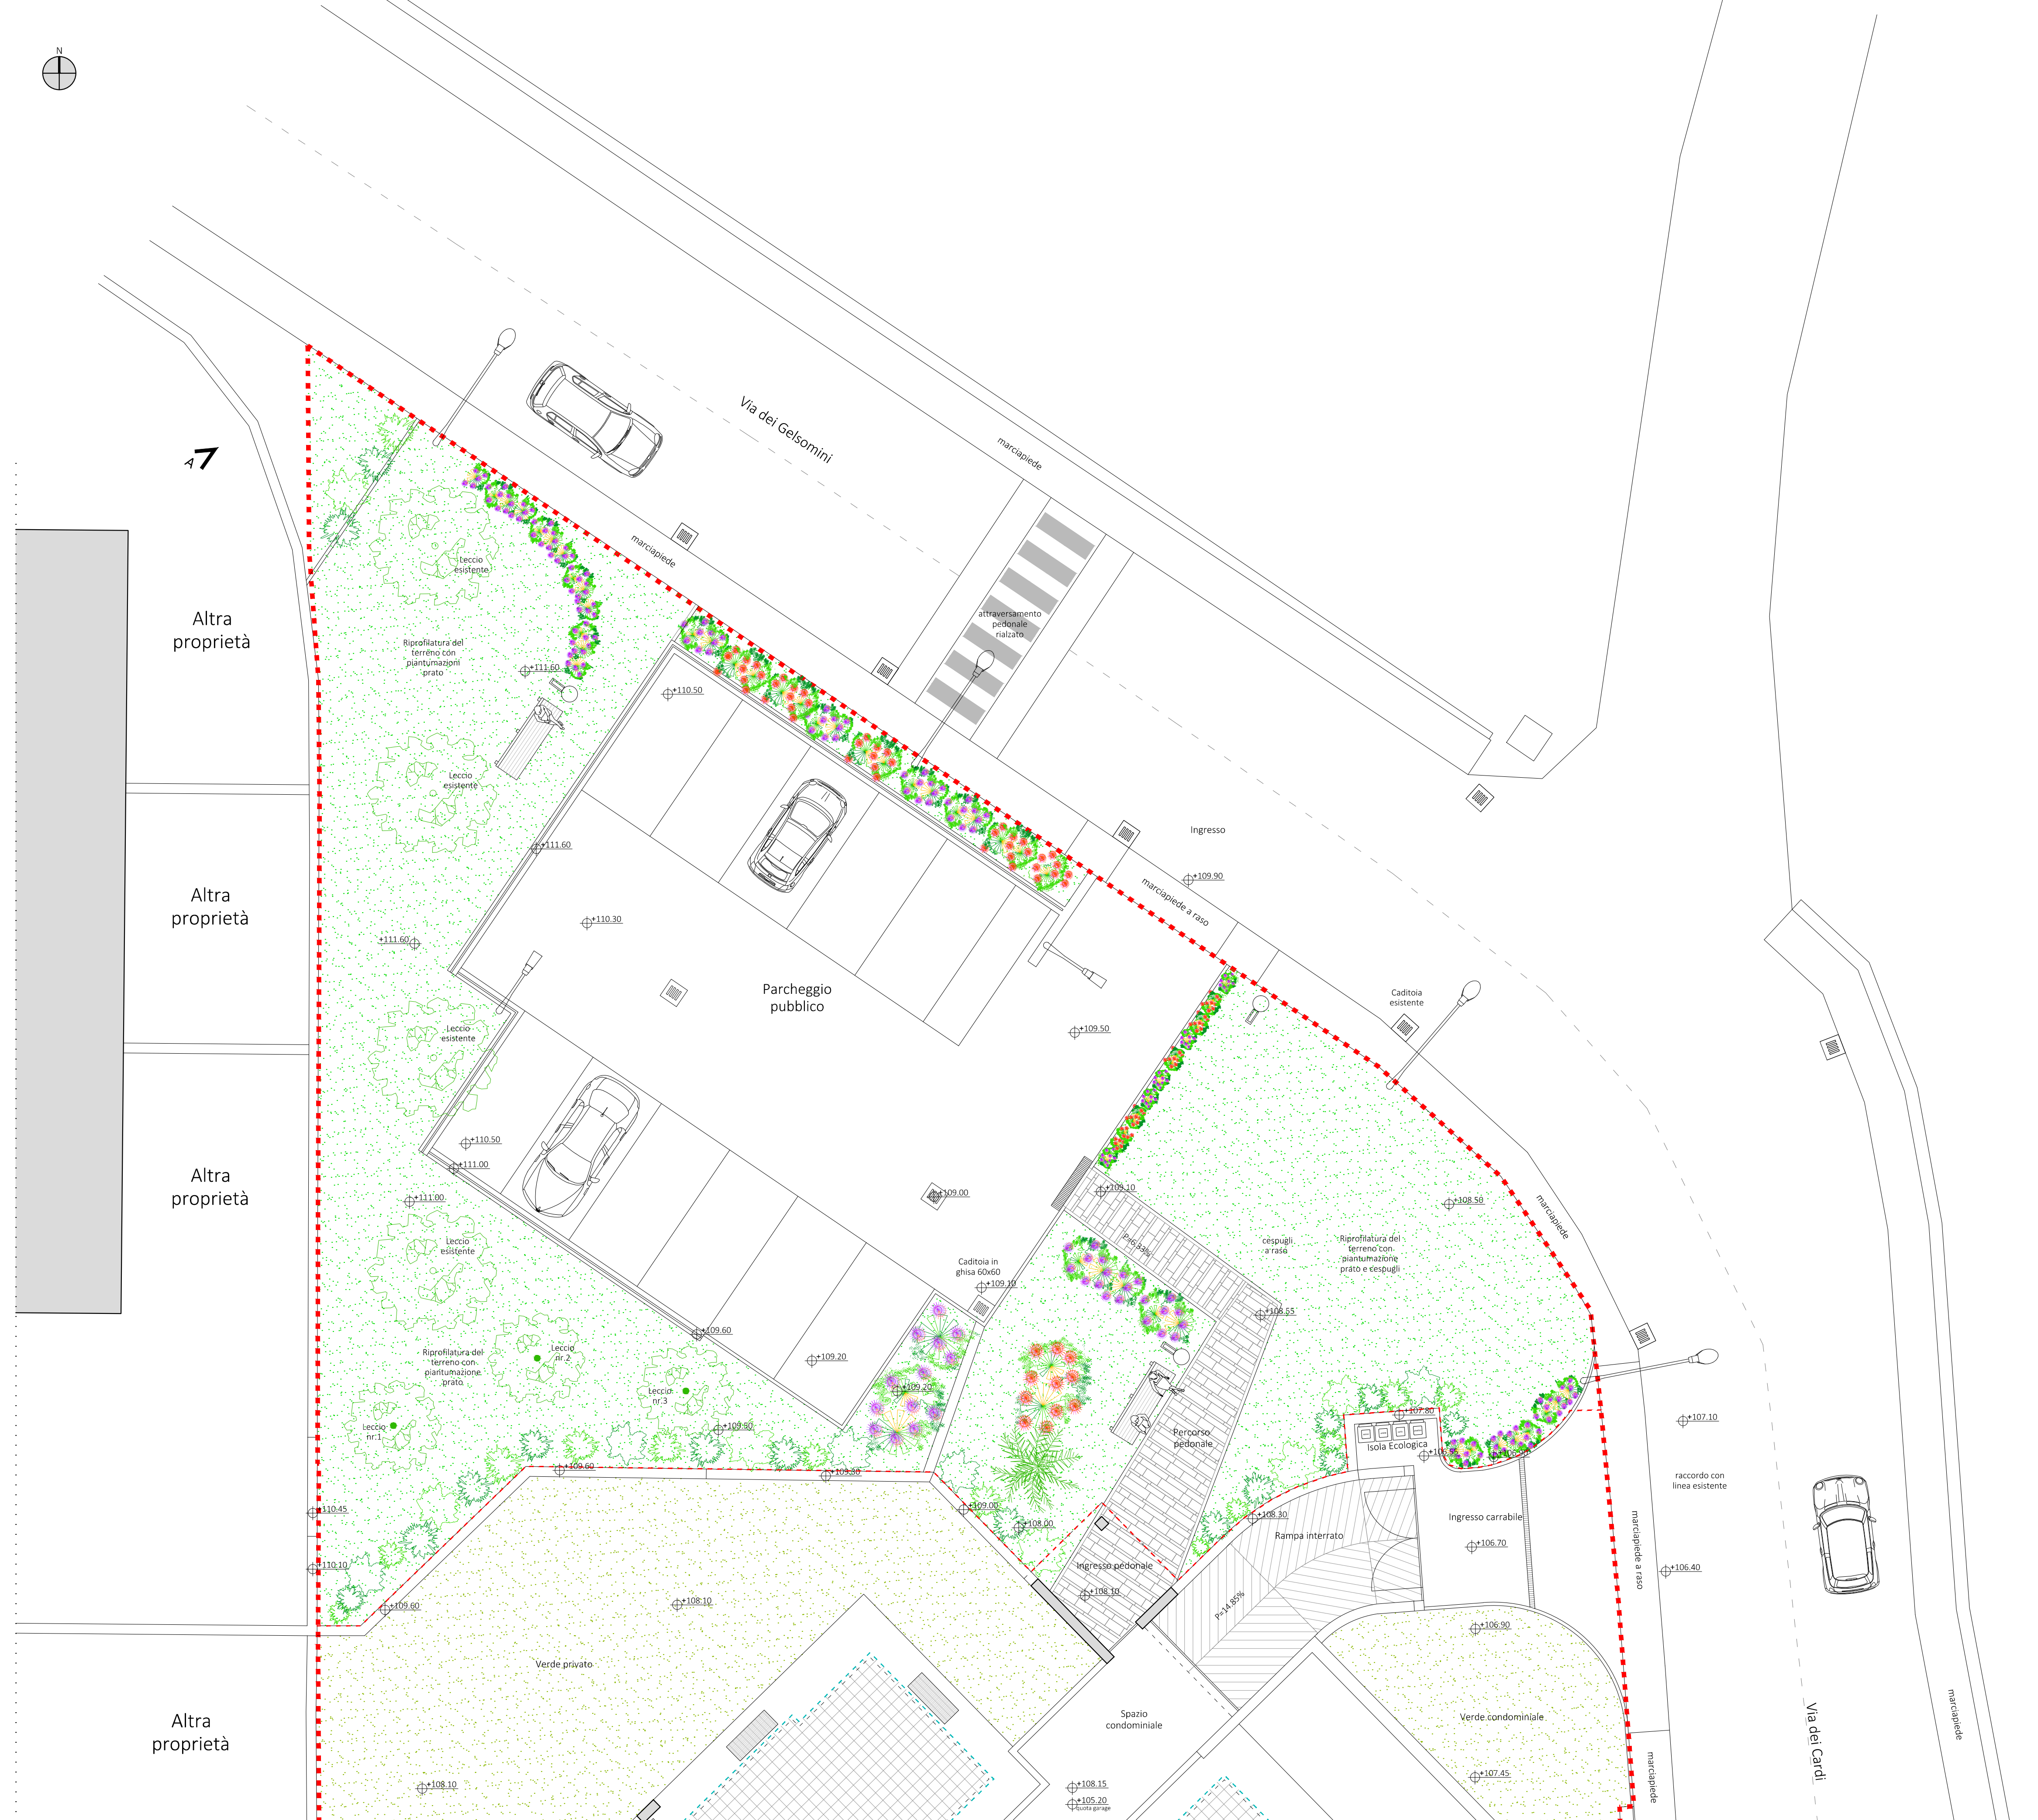 N
Via dei Gelsomini
marciapiede
A
marciapiede
Leccio
esistente
Altra
proprietà
attraversamento
pedonale
rialzato
Riprofilatura del
terreno con
piantumazioni
prato
+111.60
+110.50
Leccio
esistente
Ingresso
+111.60
+109.90
marciapiede a raso
Altra
proprietà
+110.30
+111.60
Parcheggio
pubblico
Caditoia
esistente
Leccio
esistente
+109.50
+110.50
+111.00
Altra
proprietà
+111.00
+109.00
+109.10
+108.50
marciapiede
P=6.33%
cespugli
a raso
Riprofilatura del
terreno con
piantumazione
prato e cespugli
Leccio
esistente
Caditoia in
ghisa 60x60
+109.10
+108.55
+109.60
Riprofilatura del
terreno con
piantumazione
prato
Leccio
nr.2
+109.20
Leccio
nr.3
+109.20
Leccio
nr.1
+109.50
+107.80
+107.10
Percorso
pedonale
Isola Ecologica
+109.60
+109.30
raccordo con
linea esistente
+110.45
+109.00
+108.00
+108.30
Rampa interrato
Ingresso carrabile
+106.70
marciapiede a raso
+110.10
Ingresso pedonale
+108.10
+106.40
+109.60
+108.10
P=14.85%
+106.90
Verde privato
Altra
proprietà
Spazio
condominiale
Verde condominiale
Via dei Cardi
marciapiede
+108.10
+108.15
+105.20
quota garage
+107.45
marciapiede